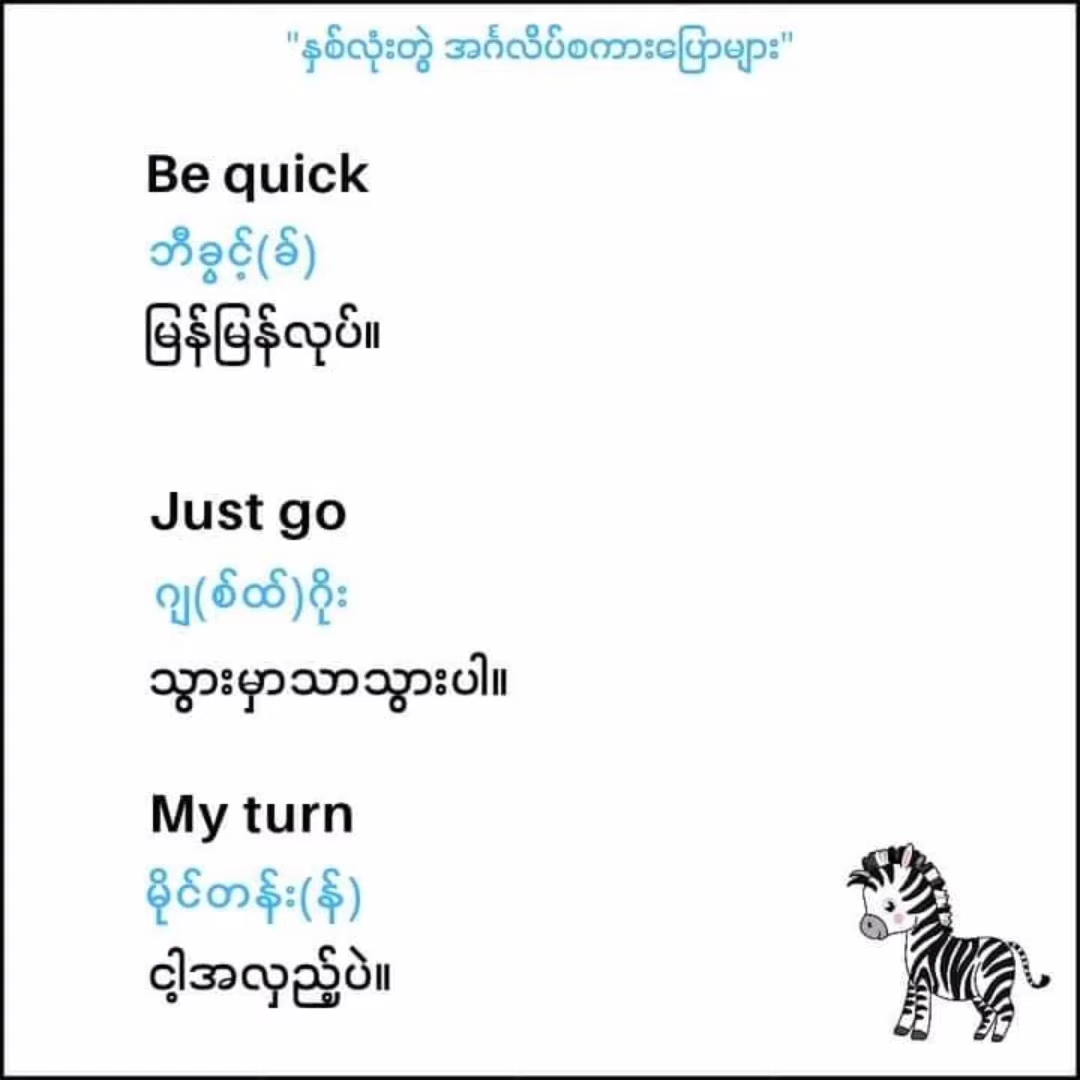 "နှစ်လုံးတွဲ အင်္ဂလိပ်စကားပြောများ"
Be quick
ဘီခွင့်(ခ်)
မြန်မြန်လုပ်။
Just go
ဂျ(စ်ထ်)ဂိုး
သွားမှာသာသွားပါ။
My turn
မိုင်တန်း(န်)
ငါ့အလှည့်ပဲ။